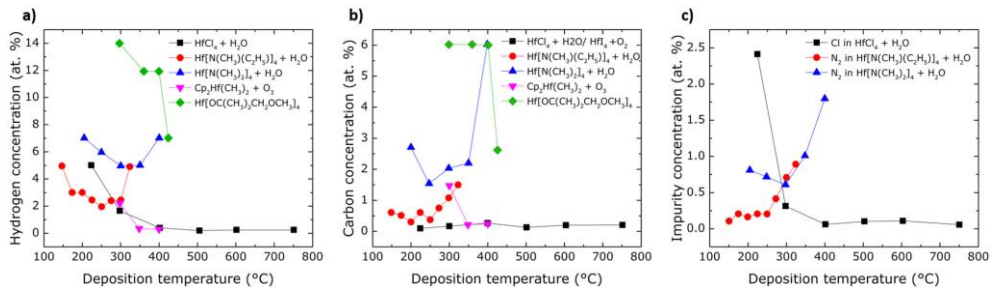 a)
HfCl4 + H2O
Hf[N(CH3)(C2H5)]4 + H2O
Hf[N(CH3)2]4 + H2O
Cp2Hf(CH3)2 + O3
Hf[OC(CH3)2CH2OCH3]4
Hydrogen concentration (at. %)
14
12
10
8
6
4
2
0
100 200 300 400 500 600 700 800
Deposition temperature (°C)
b)
HfCl4 + H2O/ HfI4 +O2
Hf[N(CH3)(C2H5)]4 + H2O
Hf[N(CH3)2]4 + H2O
Cp2Hf(CH3)2 + O3
Hf[OC(CH3)2CH2OCH3]4
Carbon concentration (at. %)
6
5
4
3
2
1
0
100 200 300 400 500 600 700 800
Deposition temperature (°C)
c)
Cl in HfCl4 + H2O
N2 in Hf[N(CH3)(C2H5)]4 + H2O
N2 in Hf[N(CH3)2]4 + H2O
Impurity concentration (at. %)
2.5
2.0
1.5
1.0
0.5
0.0
100 200 300 400 500 600 700 800
Deposition temperature (°C)